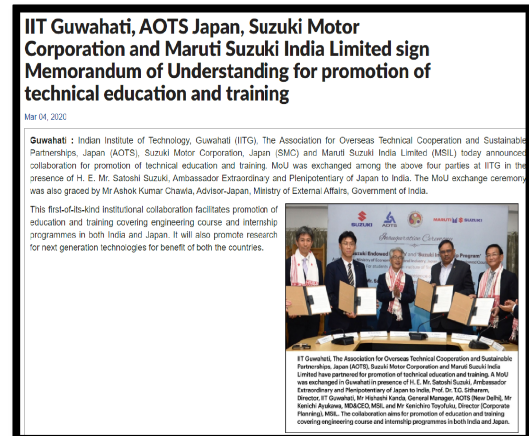 IIT Guwahati, AOTS Japan, Suzuki Motor
Corporation and Maruti Suzuki India Limited sign
Memorandum of Understanding for promotion of
technical education and training
Mar 04, 2020
Guwahati : Indian Institute of Technology, Guwahati (IITG), The Association for Overseas Technical Cooperation and Sustainable
Partnerships, Japan (AOTS), Suzuki Motor Corporation, Japan (SMC) and Maruti Suzuki India Limited (MSIL) today announced
collaboration for promotion of technical education and training. MoU was exchanged among the above four parties at IITG in the
presence of H. E. Mr. Satoshi Suzuki, Ambassador Extraordinary and Plenipotentiary of Japan to India. The MoU exchange ceremony
was also graced by Mr Ashok Kumar Chawla, Advisor-Japan, Ministry of External Affairs, Government of India.
This first-of-its-kind institutional collaboration facilitates promotion of
education and training covering engineering course and internship
programmes in both India and Japan. It will also promote research
for next generation technologies for benefit of both the countries.
SUZUKI AOTS MARUTI SUZUKI
Inauguration Ceremony
IIT Guwahati, The Association for Overseas Technical Cooperation and Sustainable
Partnerships, Japan (AOTS), Suzuki Motor Corporation and Maruti Suzuki India
Limited have partnered for promotion of technical education and training. A MoU
was exchanged in Guwahati in presence of H. E. Mr. Satoshi Suzuki, Ambassador
Extraordinary and Plenipotentiary of Japan to India, Prof. Dr. T.G. Sitharam,
Director, IIT Guwahati, Mr Hisashi Kanda, General Manager, AOTS (New Delhi), Mr
Kenichi Ayukawa, MD&CEO, MSIL and Mr Kenichiro Toyofuku, Director (Corporate
Planning), MSIL. The collaboration aims for promotion of education and training
covering engineering course and internship programmes in both India and Japan.